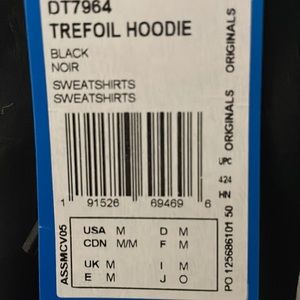 DT7964
TREFOIL HOODIE
BLACK
NOIR
SWEATSHIRTS
SWEATSHIRTS
1 91526 69469 6
USA M D M
CDN M/M F M
UK M I M
E M J O
ASSMCV05
ORIGINALS
ORIGINALS
UPC
424
HN
PO 125686101 50